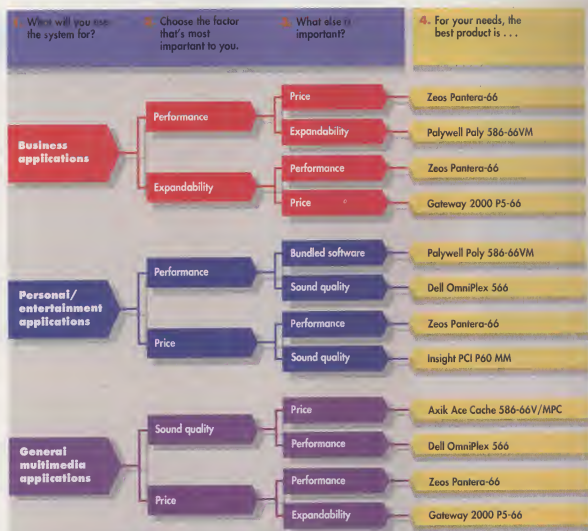 1. What will you use
the system for?
2. Choose the factor
that's most
important to you.
3. What else is
important?
4. For your needs, the
best product is . . .
Business
applications
Performance
Price
Zeos Pantera-66
Expandability
Polywell Poly 586-66VM
Expandability
Performance
Zeos Pantera-66
Price
Gateway 2000 P5-66
Personal/
entertainment
applications
Performance
Bundled software
Polywell Poly 586-66VM
Sound quality
Dell OmniPlex 566
Price
Performance
Zeos Pantera-66
Sound quality
Insight PCI P60 MM
General
multimedia
applications
Sound quality
Price
Axik Ace Cache 586-66V/MPC
Performance
Dell OmniPlex 566
Price
Performance
Zeos Pantera-66
Expandability
Gateway 2000 P5-66